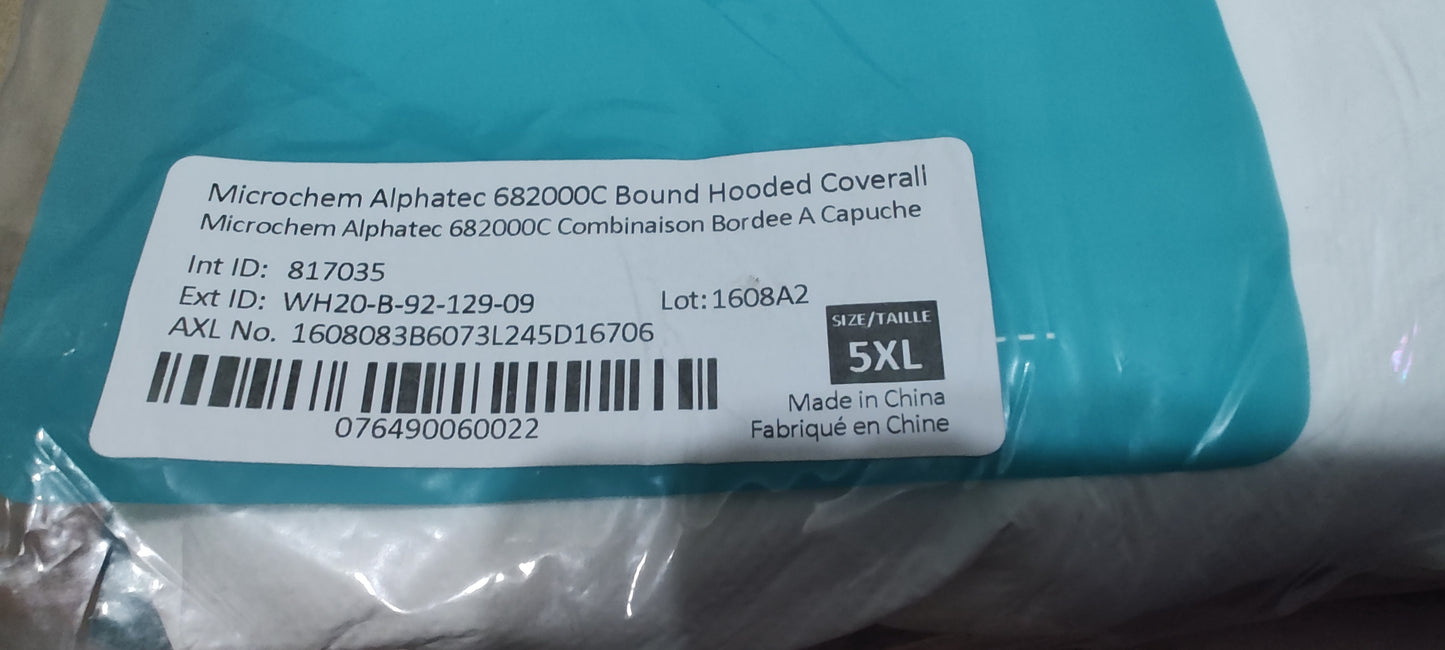 Microchem Alphatec 682000C Bound Hooded Coverall
Microchem Alphatec 682000C Combinaison Bordee A Capuche
Int ID: 817035
Ext ID: WH20-B-92-129-09
Lot: 1608A2
AXL No. 1608083B6073L245D16706
SIZE/TAILLE
5XL
076490060022
Made in China
Fabriqué en Chine